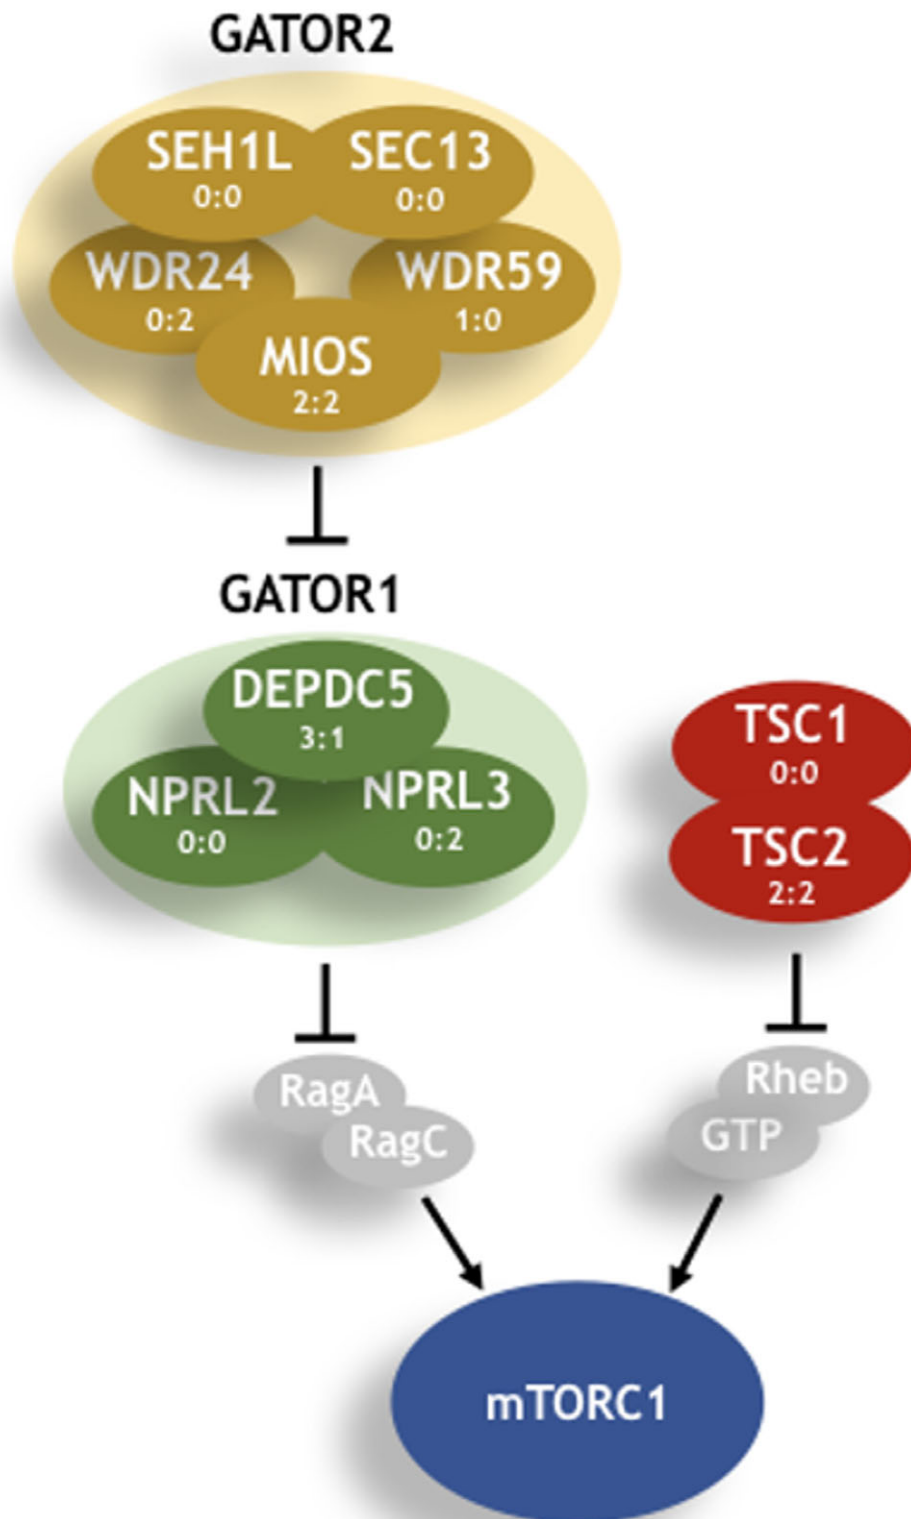 GATOR2
SEH1L
0:0
SEC13
0:0
WDR24
0:2
WDR59
1:0
MIOS
2:2
GATOR1
DEPDC5
3:1
NPRL2
0:0
NPRL3
0:2
TSC1
0:0
TSC2
2:2
RagA
RagC
Rheb
GTP
mTORC1